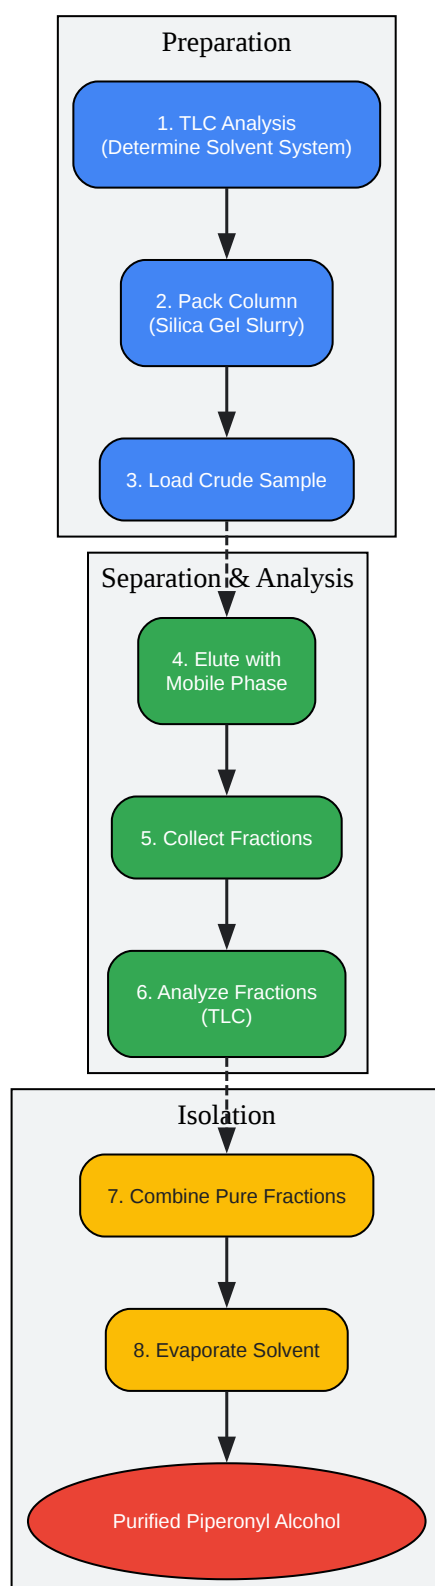 Preparation
1. TLC Analysis
(Determine Solvent System)
2. Pack Column
(Silica Gel Slurry)
3. Load Crude Sample
Separation & Analysis
4. Elute with
Mobile Phase
5. Collect Fractions
6. Analyze Fractions
(TLC)
Isolation
7. Combine Pure Fractions
8. Evaporate Solvent
Purified Piperonyl Alcohol